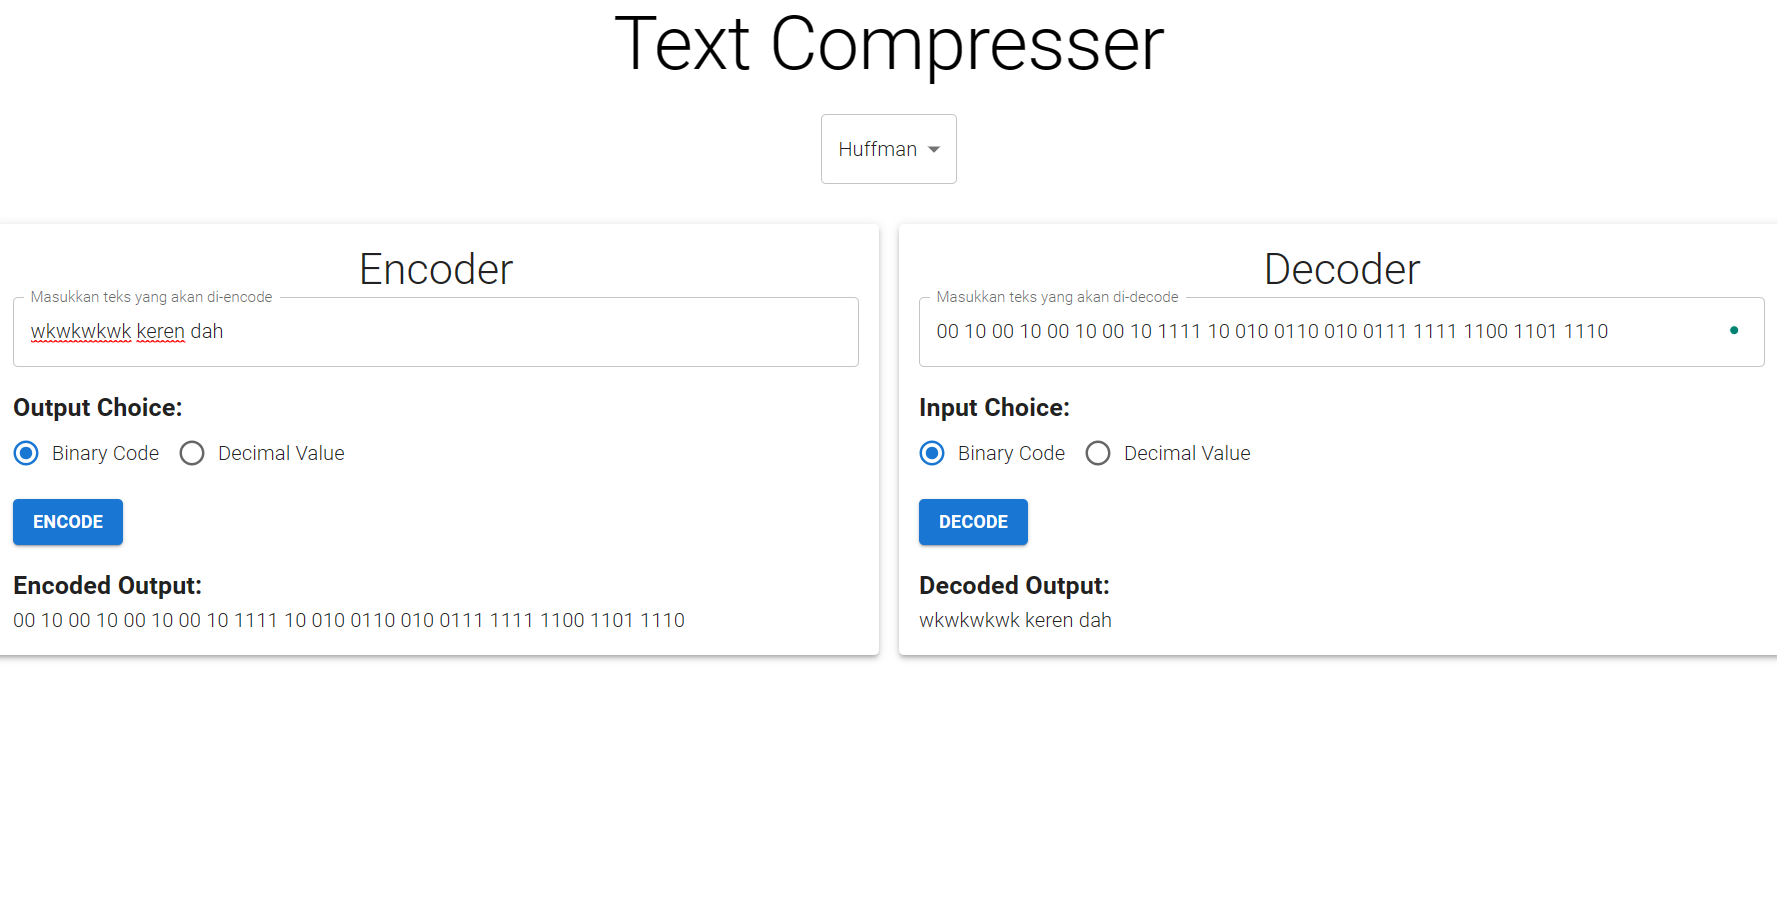 Text Compresser
Huffman
Encoder
Masukkan teks yang akan di-encode
wkwkwkwk keren dah
Output Choice:
Binary Code Decimal Value
ENCODE
Encoded Output:
00 10 00 10 00 10 00 10 1111 10 010 0110 010 0111 1111 1100 1101 1110
Decoder
Masukkan teks yang akan di-decode
00 10 00 10 00 10 00 10 1111 10 010 0110 010 0111 1111 1100 1101 1110
Input Choice:
Binary Code Decimal Value
DECODE
Decoded Output:
wkwkwkwk keren dah